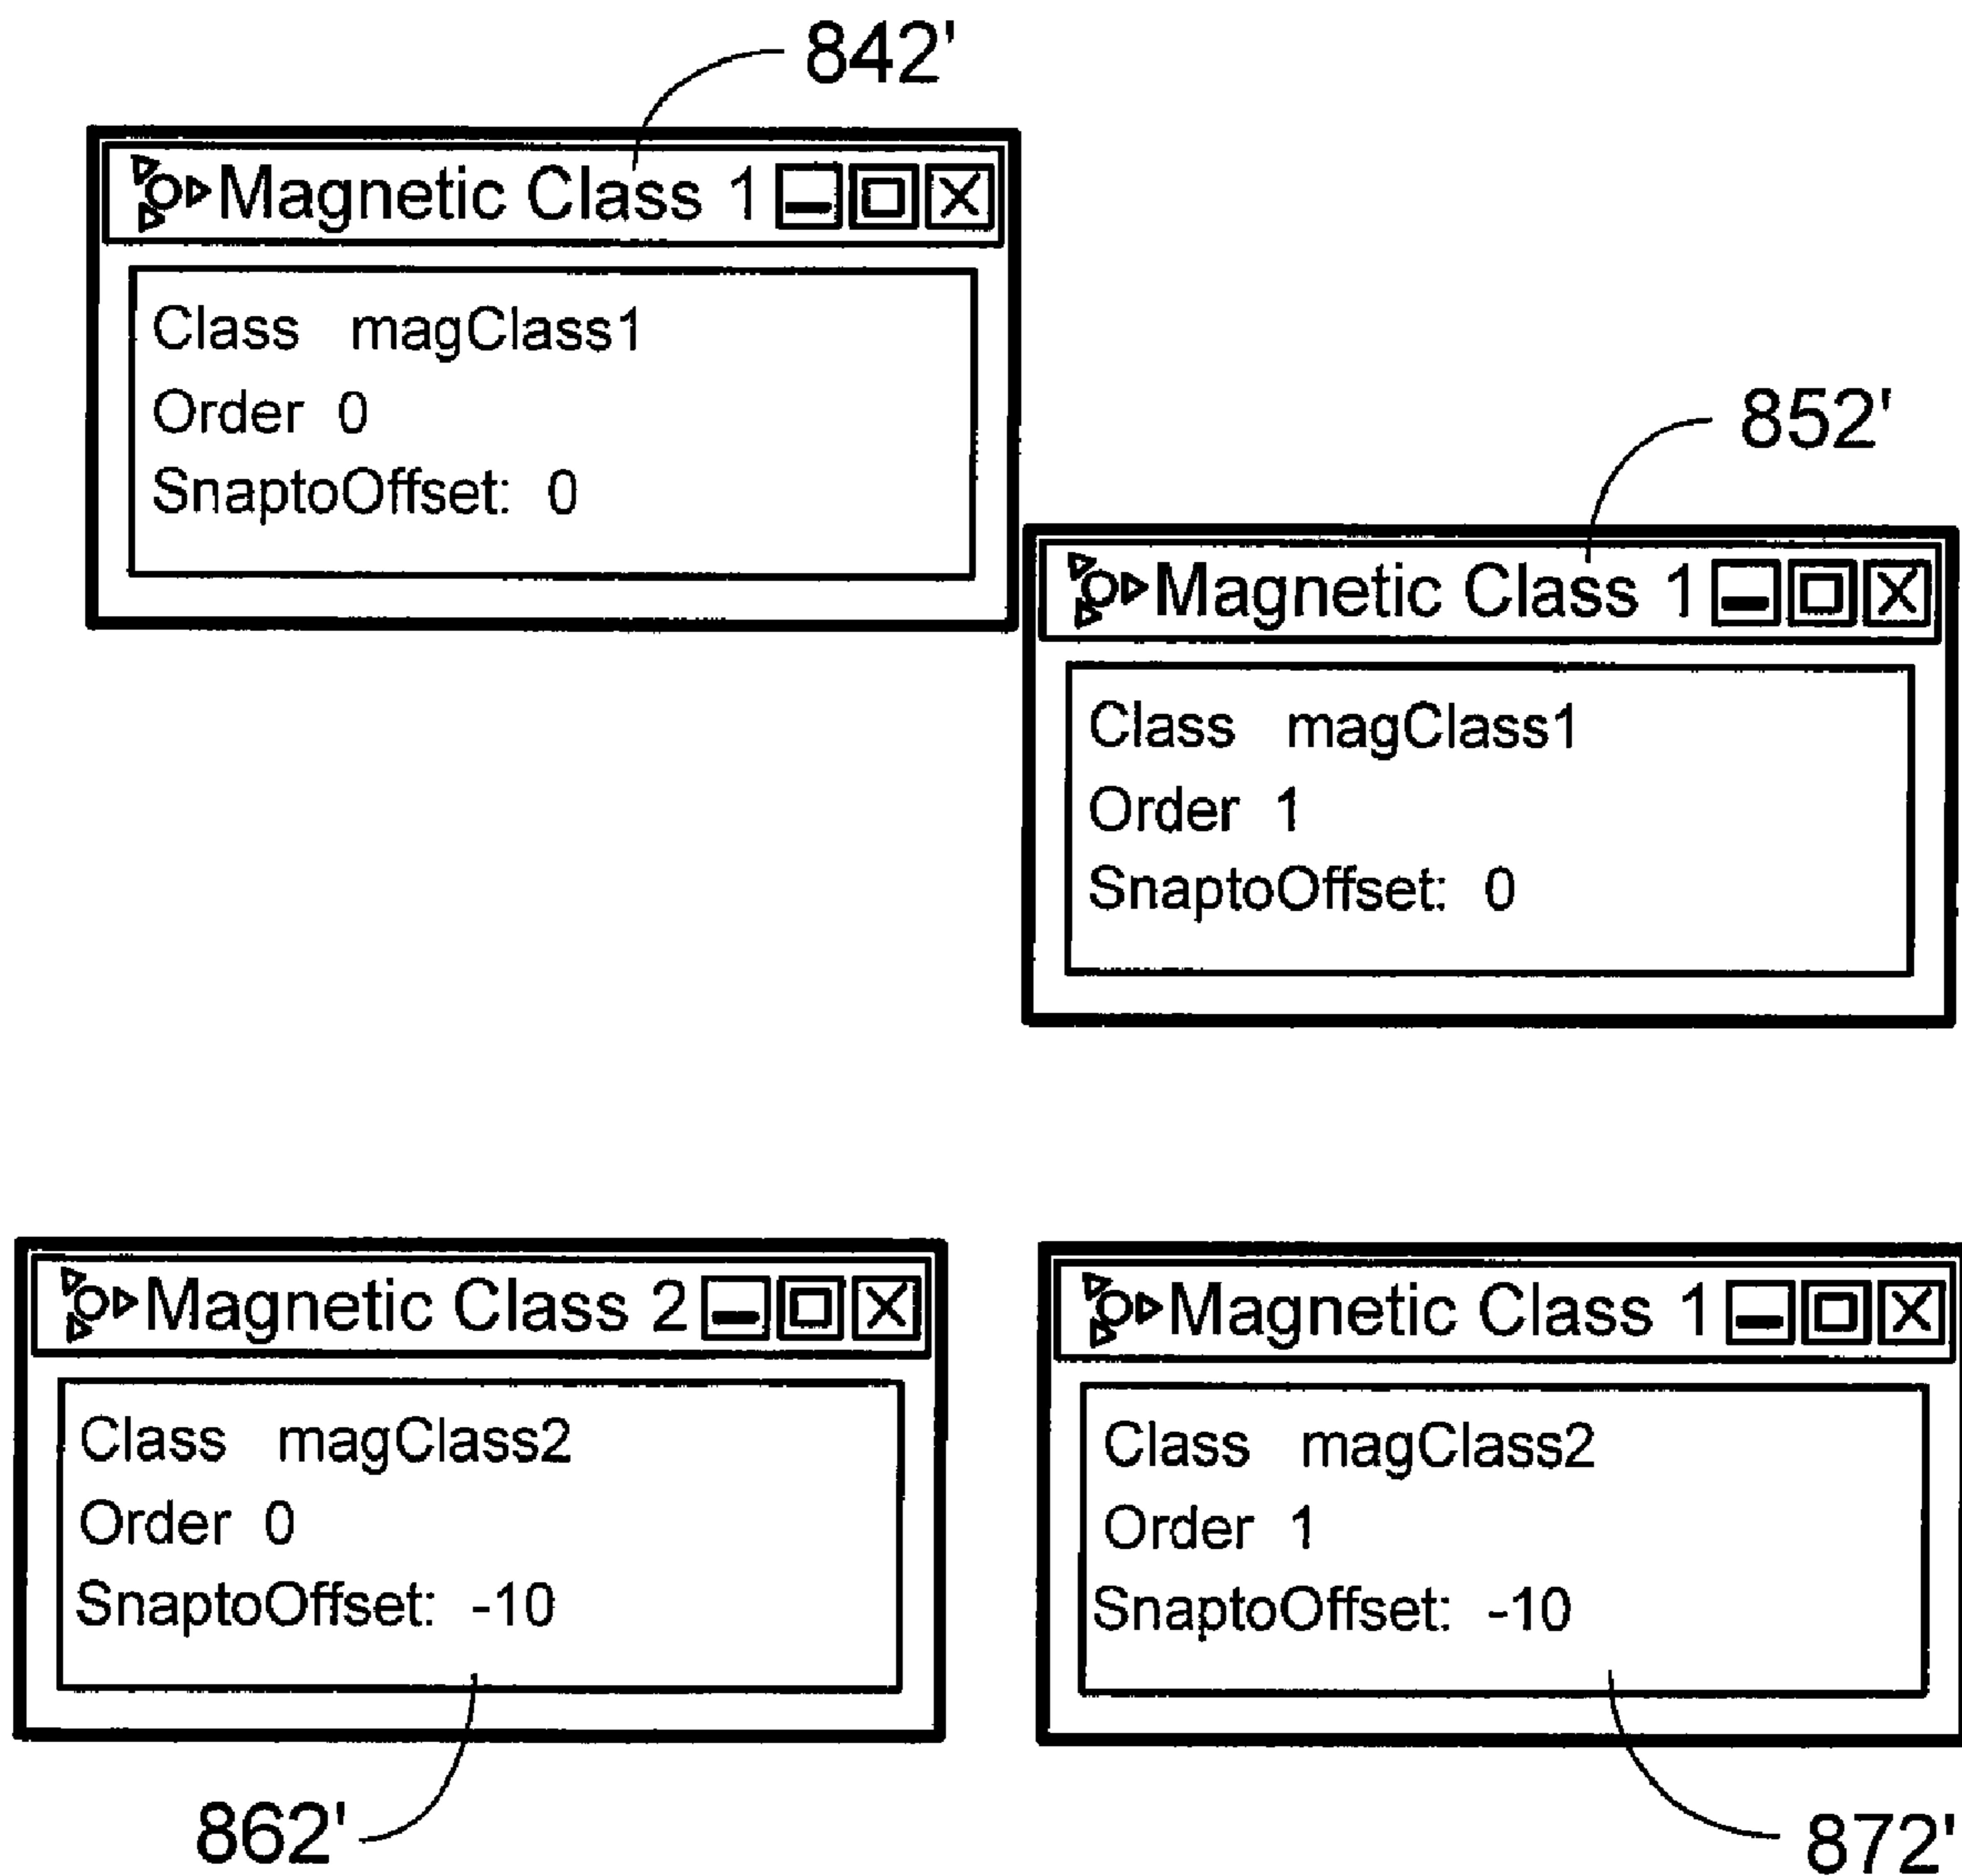 842'
Magnetic Class 1
Class magClass1
Order 0
SnaptoOffset: 0
852'
Magnetic Class 1
Class magClass1
Order 1
SnaptoOffset: 0
Magnetic Class 2
Class magClass2
Order 0
SnaptoOffset: -10
862'
Magnetic Class 1
Class magClass2
Order 1
SnaptoOffset: -10
872'